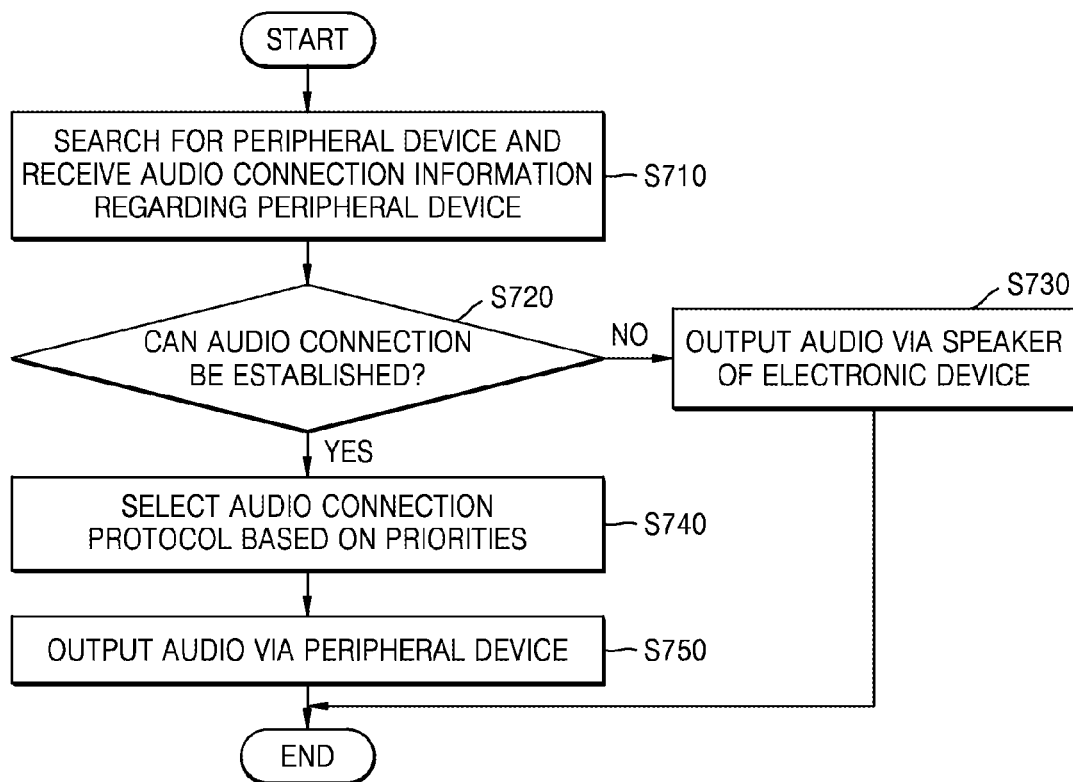 START
SEARCH FOR PERIPHERAL DEVICE AND
RECEIVE AUDIO CONNECTION INFORMATION
REGARDING PERIPHERAL DEVICE
S710
S720
CAN AUDIO CONNECTION
BE ESTABLISHED?
NO
S730
OUTPUT AUDIO VIA SPEAKER
OF ELECTRONIC DEVICE
YES
SELECT AUDIO CONNECTION
PROTOCOL BASED ON PRIORITIES
S740
OUTPUT AUDIO VIA PERIPHERAL DEVICE
S750
END